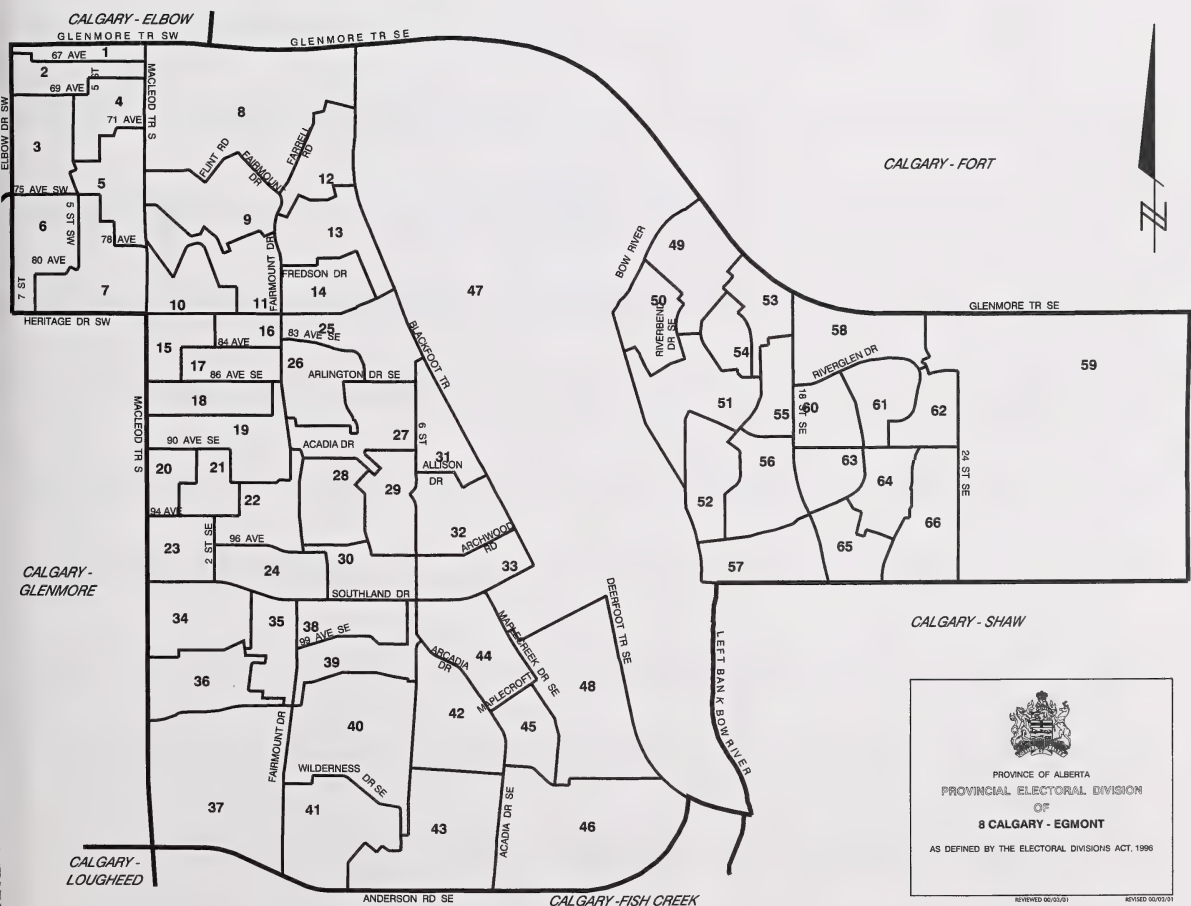 CALGARY - ELBOW
GLENMORE TR SW
GLENMORE TR SE
67 AVE
1
2
5 ST
69 AVE
4
71 AVE
MACLEOD TR S
ELBOW DR SW
3
8
FLINT RD
FAIRMOUNT DR
FARRELL RD
12
CALGARY - FORT
75 AVE SW
5
6
5 ST SW
78 AVE
80 AVE
7 ST
7
9
13
FAIRMOUNT DR
FREDSON DR
14
10
11
47
BOW RIVER
49
50
RIVERBEND DR SE
53
54
HERITAGE DR SW
GLENMORE TR SE
15
16
84 AVE
17
86 AVE SE
83 AVE SE
25
26
ARLINGTON DR SE
BLACKFOOT TR
58
RIVERGLEN DR
59
18
19
MACLEOD TR S
90 AVE SE
20
21
22
94 AVE
ACADIA DR
27
6 ST
28
29
31
ALLISON DR
51
55
18 ST SE
60
61
62
56
63
64
24 ST SE
52
66
23
2 ST SE
96 AVE
24
30
32
ARCHWOOD RD
33
65
57
CALGARY - GLENMORE
SOUTHLAND DR
34
35
38
99 AVE SE
39
36
ARCADIA DR
44
MAPLECREEK DR SE
MAPLECROFT
DEERFOOT TR SE
48
CALGARY - SHAW
LEFT BANK BOW RIVER
40
42
45
FAIRMOUNT DR
WILDERNESS DR SE
37
41
43
ACADIA DR SE
46
CALGARY - LOUGHEED
ANDERSON RD SE
CALGARY -FISH CREEK
PROVINCE OF ALBERTA
PROVINCIAL ELECTORAL DIVISION
OF
8 CALGARY - EGMONT
AS DEFINED BY THE ELECTORAL DIVISIONS ACT, 1996
REVIEWED 00/03/01
REVISED 00/03/01